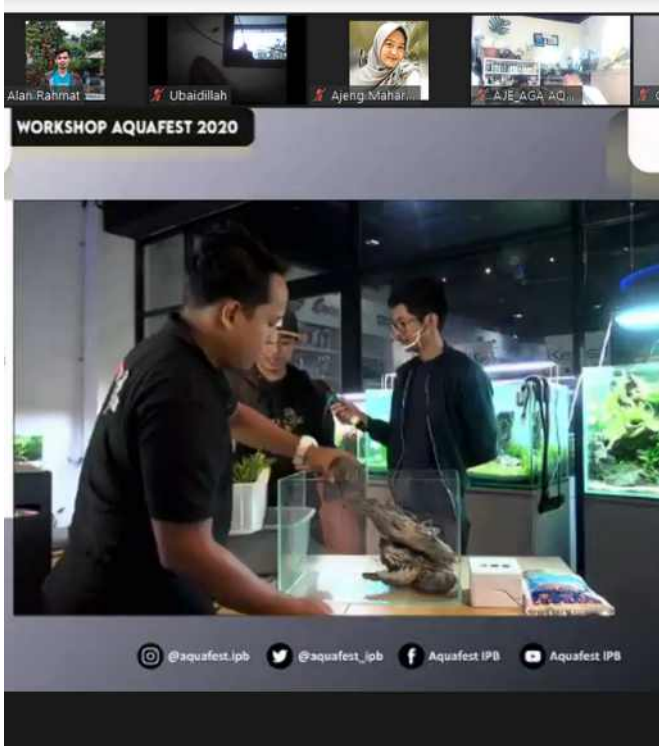 Alan Rahmat
Ubaidillah
Ajeng Mahar...
AJE_AGA AQ...
WORKSHOP AQUAFEST 2020
@aquafest.ipb
@aquafest_ipb
Aquafest IPB
Aquafest IPB